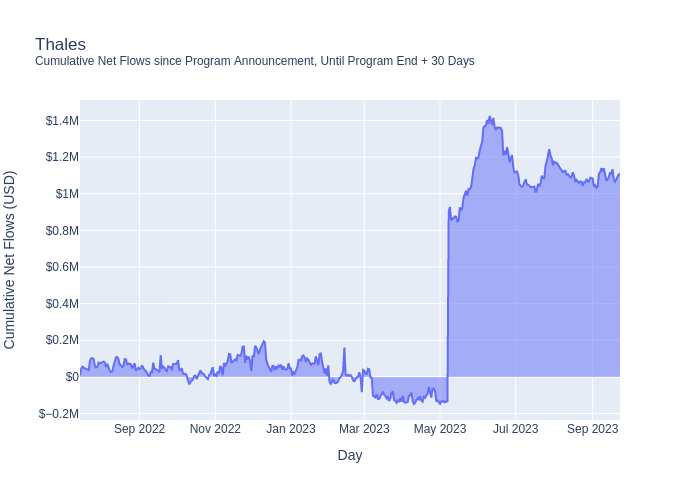 Thales
Cumulative Net Flows since Program Announcement, Until Program End + 30 Days
Cumulative Net Flows (USD)
$1.4M
$1.2M
$1M
$0.8M
$0.6M
$0.4M
$0.2M
$0
$−0.2M
Sep 2022
Nov 2022
Jan 2023
Mar 2023
May 2023
Jul 2023
Sep 2023
Day